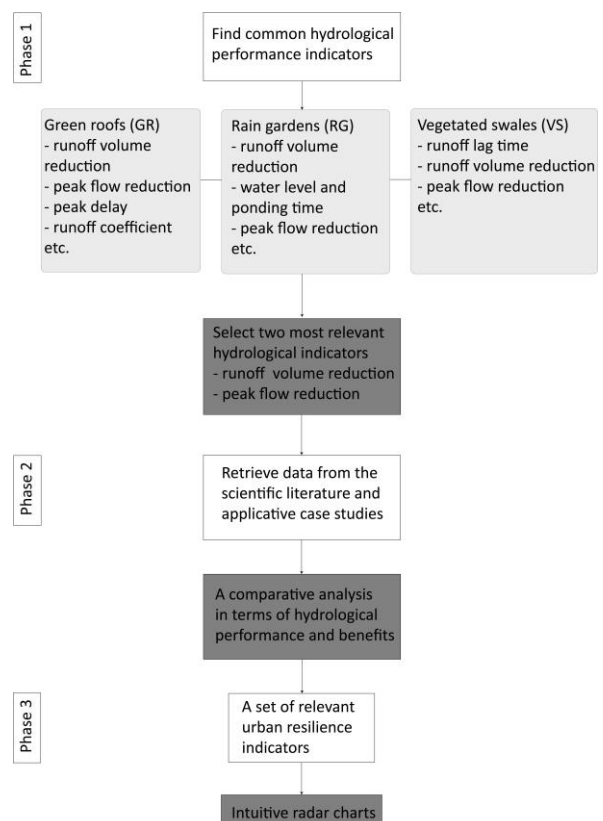 Phase 1
Find common hydrological
performance indicators
Green roofs (GR)
- runoff volume
reduction
- peak flow reduction
- peak delay
- runoff coefficient
etc.
Rain gardens (RG)
- runoff volume
reduction
- water level and
ponding time
- peak flow reduction
etc.
Vegetated swales (VS)
- runoff lag time
- runoff volume reduction
- peak flow reduction
etc.
Select two most relevant
hydrological indicators
- runoff volume reduction
- peak flow reduction
Phase 2
Retrieve data from the
scientific literature and
applicative case studies
A comparative analysis
in terms of hydrological
performance and benefits
Phase 3
A set of relevant
urban resilience
indicators
Intuitive radar charts